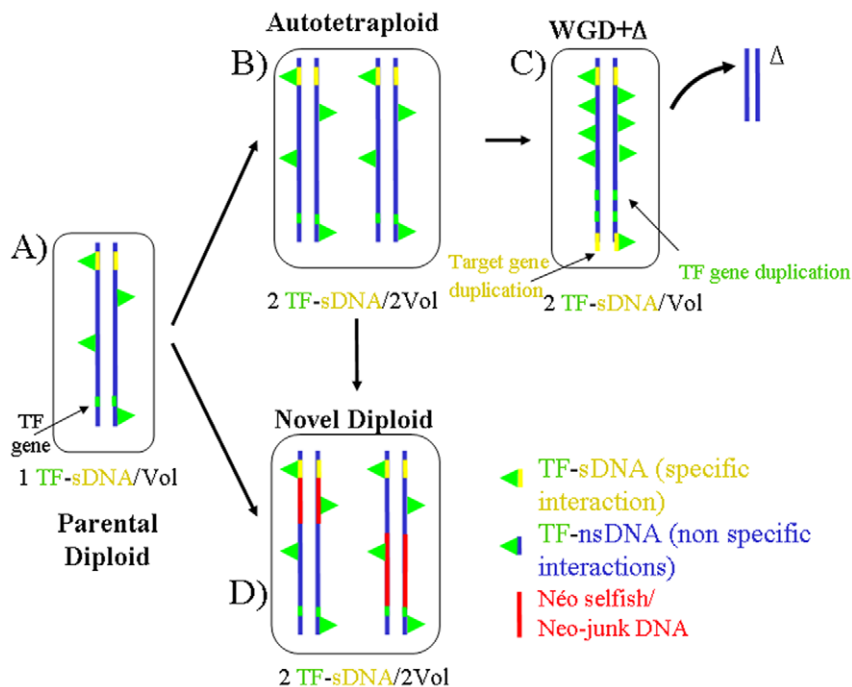 Autotetraploid
B)
WGD+Δ
C)
Δ
A)
TF
gene
1 TF-sDNA/Vol
Parental
Diploid
2 TF-sDNA/2Vol
Target gene
duplication
TF gene duplication
2 TF-sDNA/Vol
Novel Diploid
D)
2 TF-sDNA/2Vol
TF-sDNA (specific
interaction)
TF-nsDNA (non specific
interactions)
Néo selfish/
Neo-junk DNA